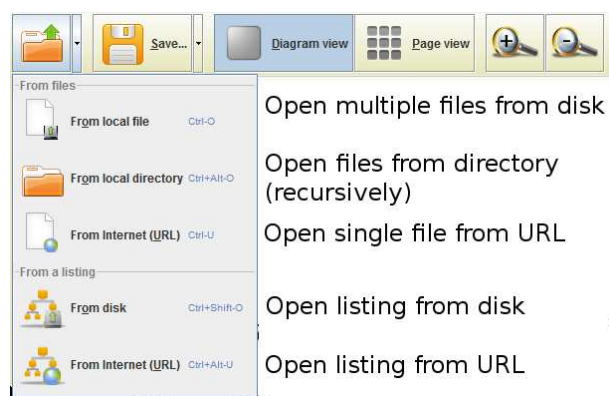 Save...
Diagram view
Page view
From files
From local file Ctrl-O
Open multiple files from disk
From local directory Ctrl+Alt-O
Open files from directory
(recursively)
From Internet (URL) Ctrl-U
Open single file from URL
From a listing
From disk Ctrl+Shift-O
Open listing from disk
From Internet (URL) Ctrl+Alt-U
Open listing from URL